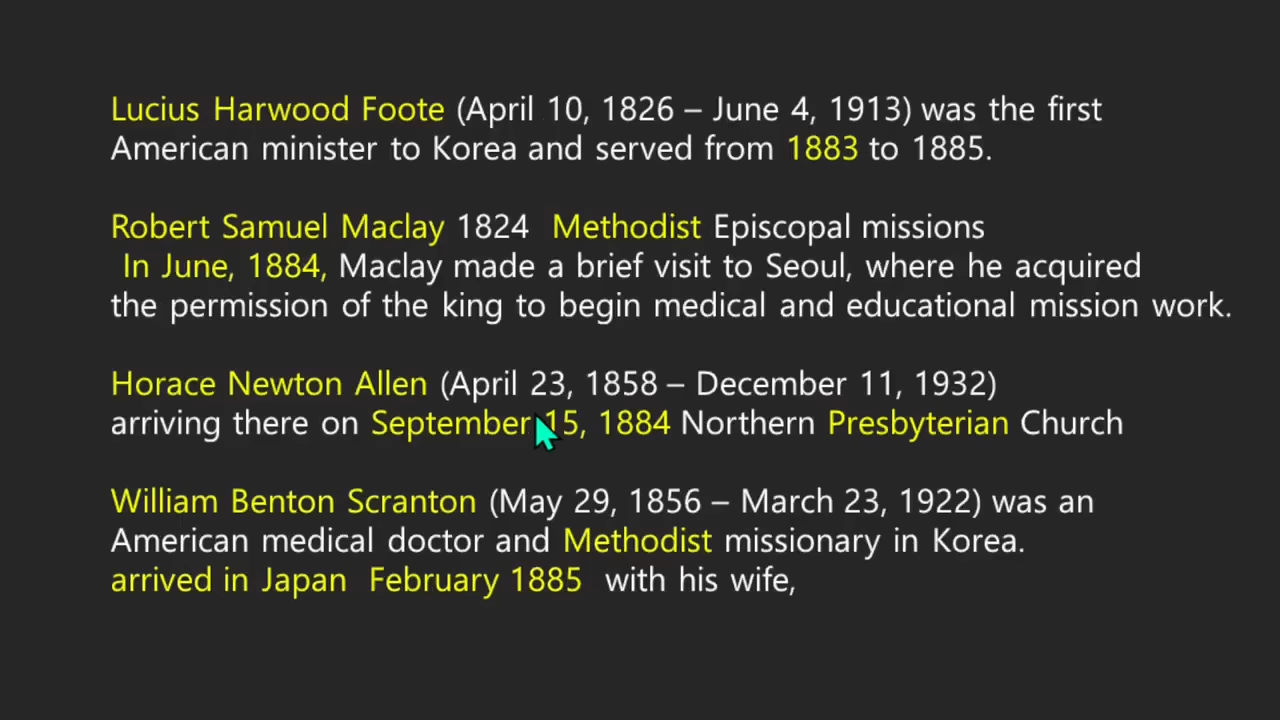 Lucius Harwood Foote (April 10, 1826 – June 4, 1913) was the first
American minister to Korea and served from 1883 to 1885.
Robert Samuel Maclay 1824 Methodist Episcopal missions
In June, 1884, Maclay made a brief visit to Seoul, where he acquired
the permission of the king to begin medical and educational mission work.
Horace Newton Allen (April 23, 1858 – December 11, 1932)
arriving there on September 15, 1884 Northern Presbyterian Church
William Benton Scranton (May 29, 1856 – March 23, 1922) was an
American medical doctor and Methodist missionary in Korea.
arrived in Japan February 1885 with his wife,